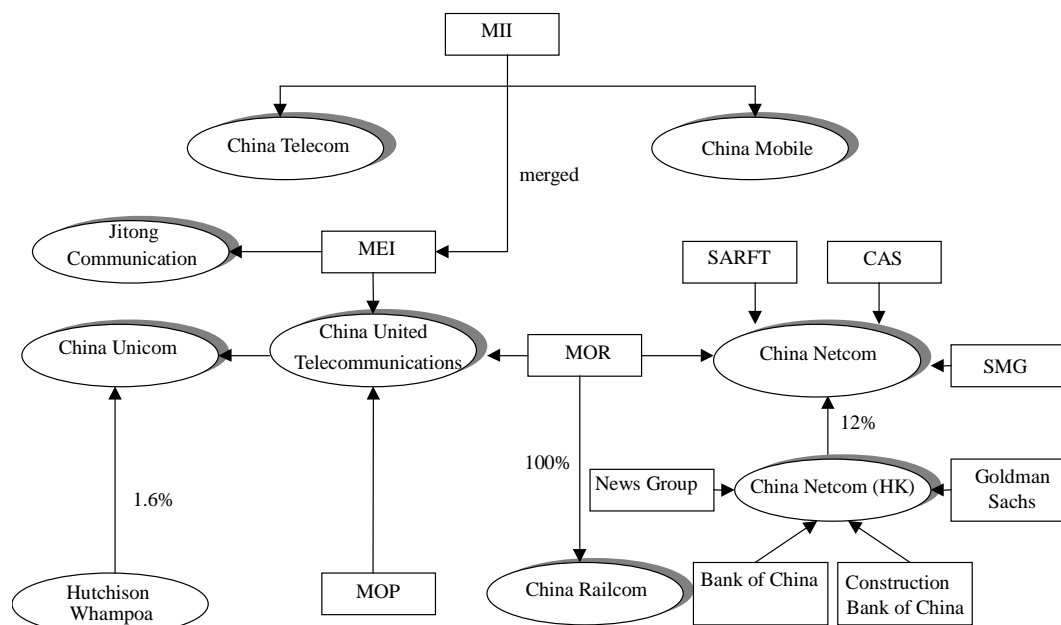 MII
China Telecom
China Mobile
merged
Jitong
Communication
MEI
SARFT
CAS
China Unicom
China United
Telecommunications
MOR
China Netcom
SMG
12%
100%
1.6%
News Group
China Netcom (HK)
Goldman
Sachs
Hutchison
Whampoa
MOP
China Railcom
Bank of China
Construction
Bank of China